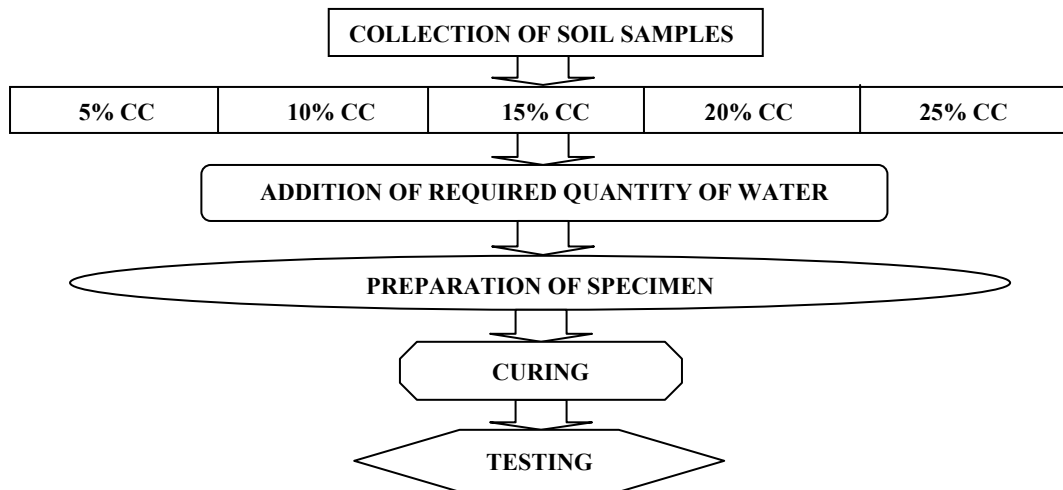 COLLECTION OF SOIL SAMPLES
5% CC 10% CC 15% CC 20% CC 25% CC
ADDITION OF REQUIRED QUANTITY OF WATER
PREPARATION OF SPECIMEN
CURING
TESTING